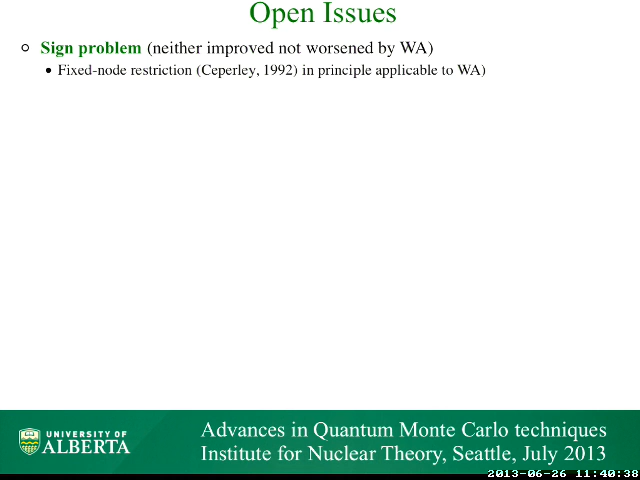 Open Issues
Sign problem (neither improved not worsened by WA)
Fixed-node restriction (Ceperley, 1992) in principle applicable to WA)
UNIVERSITY OF
ALBERTA
Advances in Quantum Monte Carlo techniques
Institute for Nuclear Theory, Seattle, July 2013
2013-06-26 11:40:38